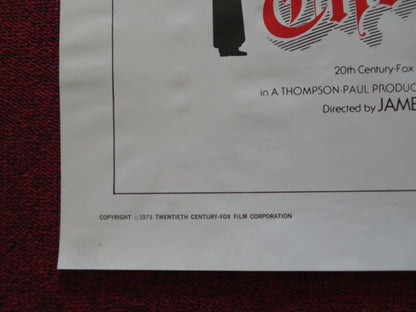 20th Century-Fox
in A THOMPSON-PAUL PRODUC
Directed by JAME
COPYRIGHT ©1973 TWENTIETH CENTURY-FOX FILM CORPORATION
L